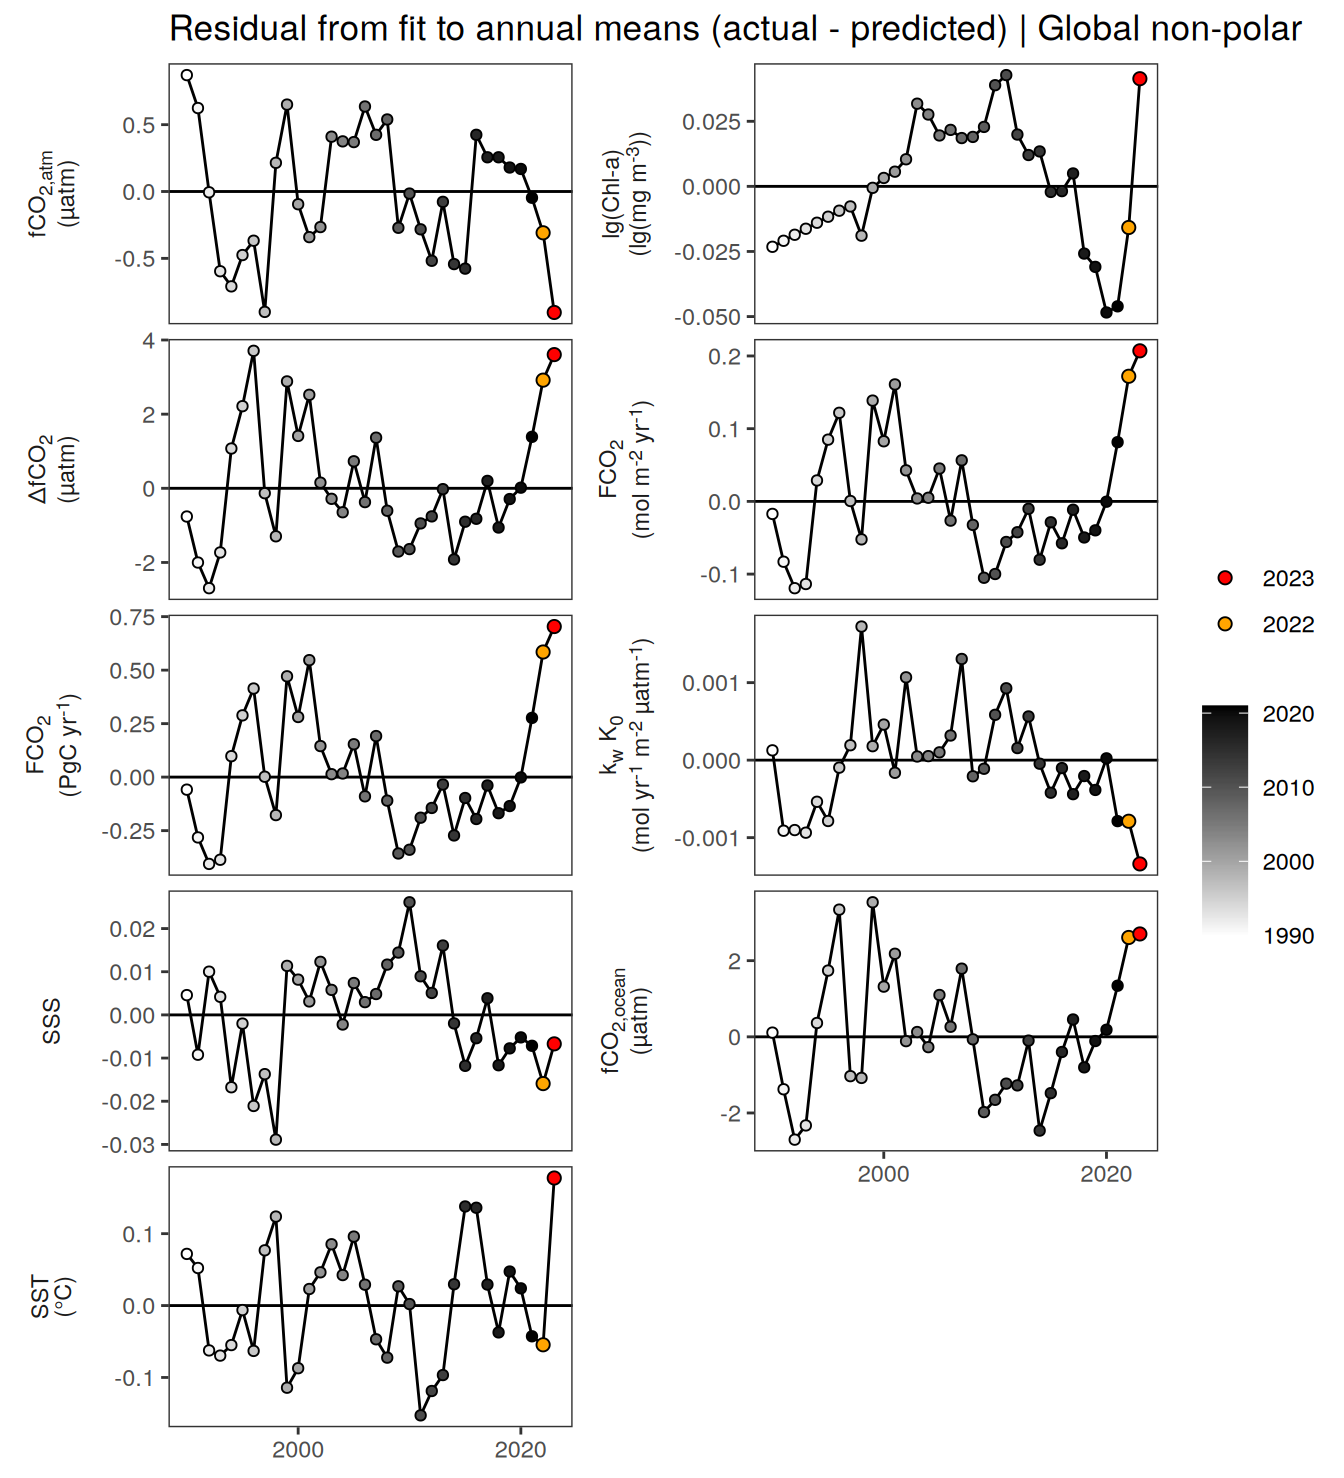 Residual from fit to annual means (actual - predicted) | Global non-polar
fCO2,atm
(µatm)
0.5
0.0
-0.5
lg(Chl-a)
(lg(mg m-3))
0.025
0.000
-0.025
-0.050
ΔfCO2
(µatm)
4
2
0
-2
FCO2
(mol m-2 yr-1)
0.2
0.1
0.0
-0.1
FCO2
(PgC yr-1)
0.75
0.50
0.25
0.00
-0.25
kw K0
(mol yr-1 m-2 µatm-1)
0.001
0.000
-0.001
SSS
0.02
0.01
0.00
-0.01
-0.02
-0.03
fCO2,ocean
(µatm)
2
0
-2
2000
2020
SST
(°C)
0.1
0.0
-0.1
2000
2020
2023
2022
2020
2010
2000
1990